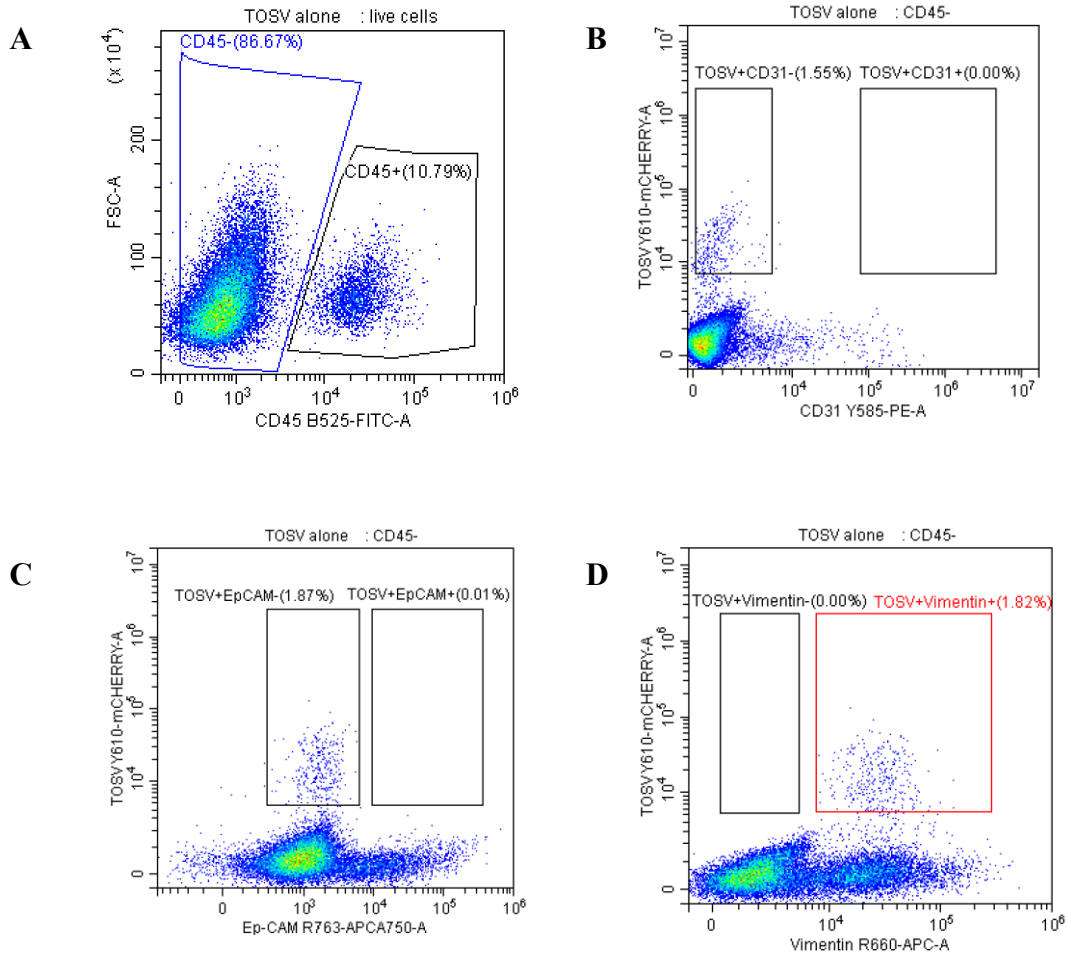 A
TOSV alone : live cells
(x 10⁴)
CD45-(86.67%)
CD45+(10.79%)
FSC-A
200
100
0
0 10³ 10⁴ 10⁵ 10⁶
CD45 B525-FITC-A
B
TOSV alone : CD45-
TOSV+CD31-(1.55%) TOSV+CD31+(0.00%)
TOSVY610-mCHERRY-A
10⁷
10⁶
10⁵
10⁴
0
0 10⁴ 10⁵ 10⁶ 10⁷
CD31 Y585-PE-A
C
TOSV alone : CD45-
TOSV+EpCAM-(1.87%) TOSV+EpCAM+(0.01%)
TOSVY610-mCHERRY-A
10⁷
10⁶
10⁵
10⁴
0
0 10³ 10⁴ 10⁵ 10⁶
Ep-CAM R763-APCA750-A
D
TOSV alone : CD45-
TOSV+Vimentin-(0.00%) TOSV+Vimentin+(1.82%)
TOSVY610-mCHERRY-A
10⁷
10⁶
10⁵
10⁴
0
0 10⁴ 10⁵ 10⁶
Vimentin R660-APC-A